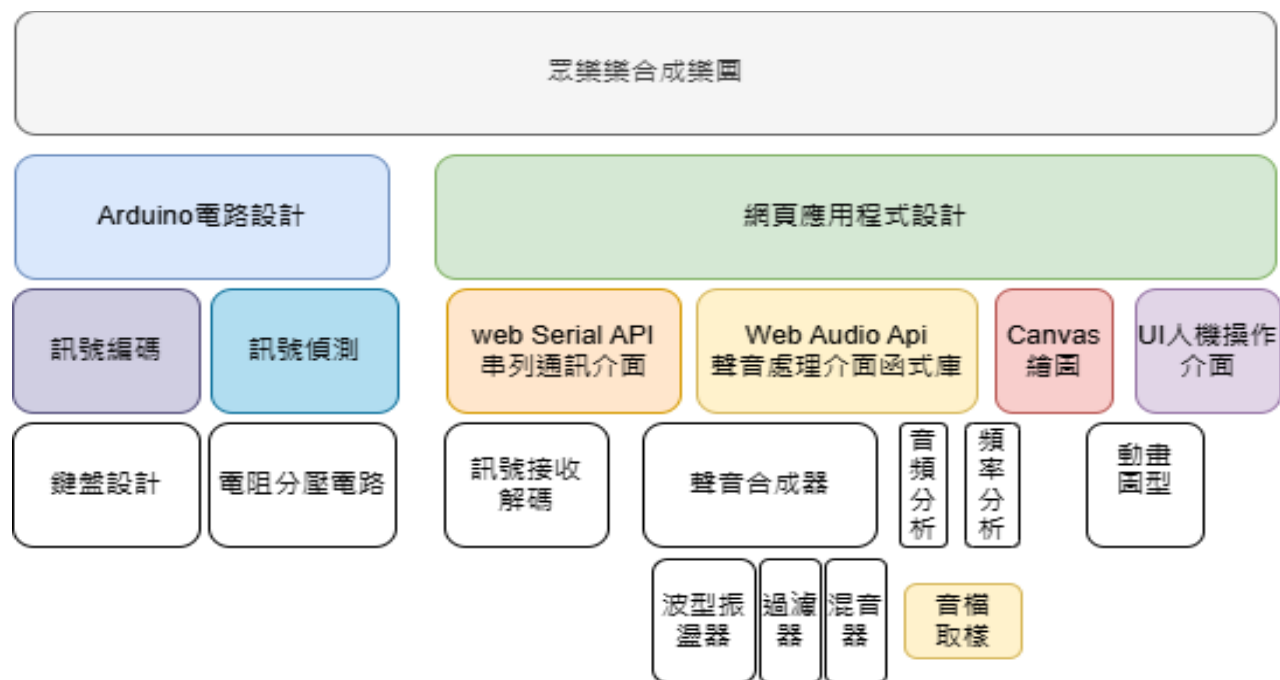 眾樂樂合成樂團
Arduino電路設計
網頁應用程式設計
訊號編碼
訊號偵測
web Serial API
串列通訊介面
Web Audio Api
聲音處理介面函式庫
Canvas
繪圖
UI人機操作
介面
鍵盤設計
電阻分壓電路
訊號接收
解碼
聲音合成器
音
頻
分
析
頻
率
分
析
動畫
圖型
波型振
盪器
過濾
器
混音
器
音檔
取樣